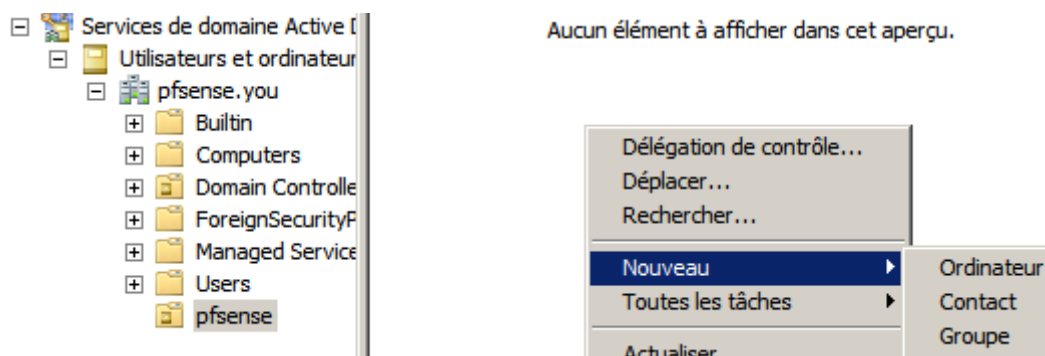 Services de domaine Active
Utilisateurs et ordinateur
pfsense.you
Builtin
Computers
Domain Controlle
ForeignSecurityP
Managed Service
Users
pfsense
Aucun élément à afficher dans cet aperçu.
Délégation de contrôle...
Déplacer...
Rechercher...
Nouveau
Toutes les tâches
Actualiser
Ordinateur
Contact
Groupe